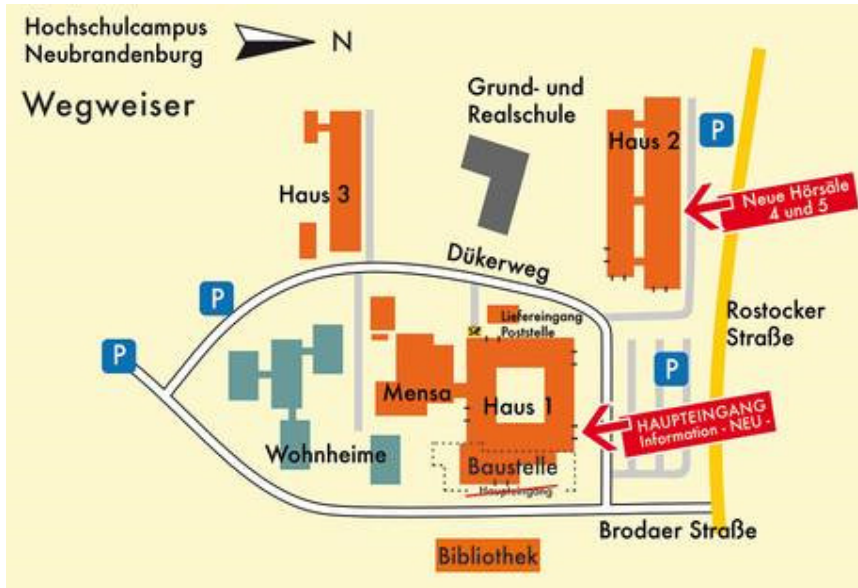 Hochschulcampus
Neubrandenburg
N
Wegweiser
Grund- und
Realschule
Haus 2
P
Neue Hörsäle
4 und 5
Haus 3
Dükerweg
P
Liefereingang
Poststelle
Rostocker
Straße
P
P
Mensa
Haus 1
HAUPTEINGANG
Information - NEU -
Wohnheime
Baustelle
Haupteingang
Brodaer Straße
Bibliothek